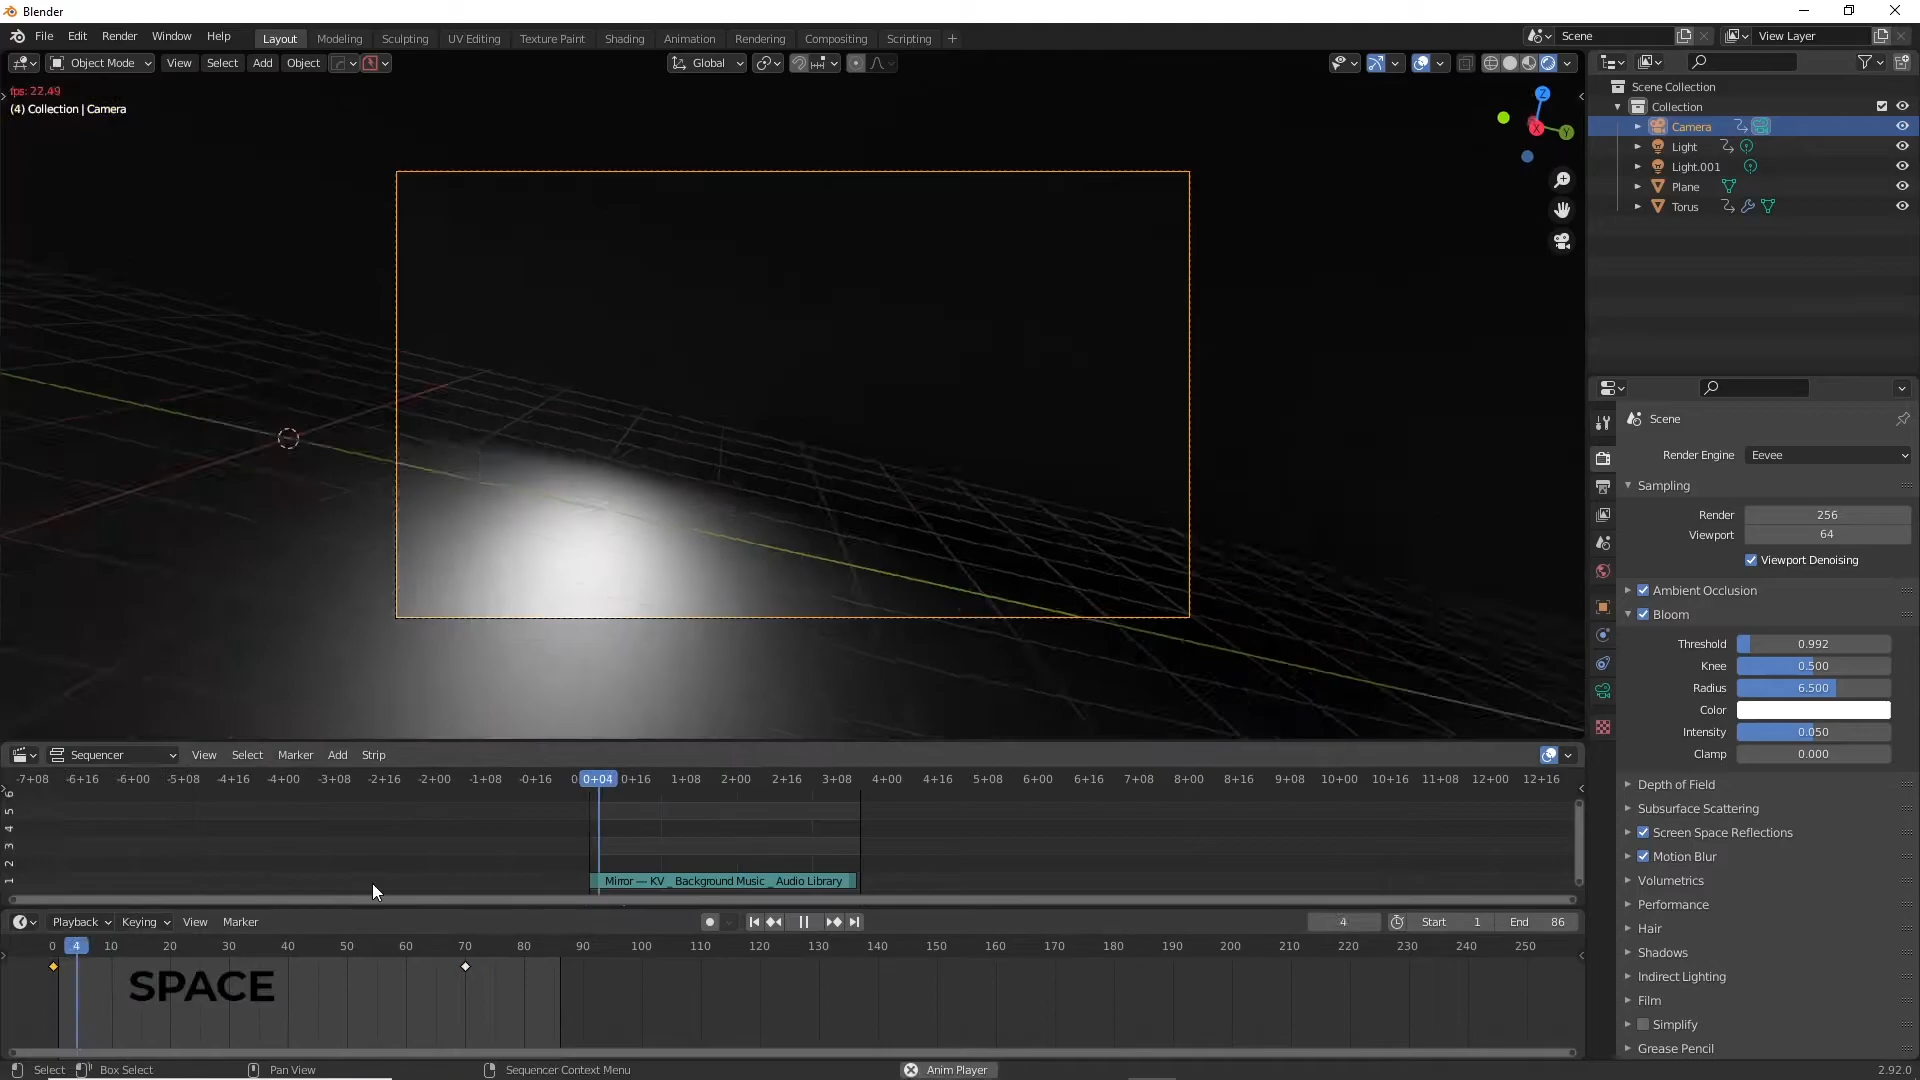 Blender
File Edit Render Window Help
Layout Modeling Sculpting UV Editing Texture Paint Shading Animation Rendering Compositing Scripting +
Scene
View Layer
Object Mode View Select Add Object
Global
fps: 22.49
(4) Collection | Camera
Z
X
Y
Scene Collection
Collection
Camera
Light
Light.001
Plane
Torus
Scene
Render Engine Eevee
Sampling
Render 256
Viewport 64
Viewport Denoising
Ambient Occlusion
Bloom
Threshold 0.992
Knee 0.500
Radius 6.500
Color
Intensity 0.050
Clamp 0.000
Depth of Field
Subsurface Scattering
Screen Space Reflections
Motion Blur
Volumetrics
Performance
Hair
Shadows
Indirect Lighting
Film
Simplify
Grease Pencil
Sequencer View Select Marker Add Strip
-7+08 -6+16 -6+00 -5+08 -4+16 -4+00 -3+08 -2+16 -2+00 -1+08 -0+16 0 0+04 0+16 1+08 2+00 2+16 3+08 4+00 4+16 5+08 6+00 6+16 7+08 8+00 8+16 9+08 10+00 10+16 11+08 12+00 12+16
6
5
4
3
2
1
Mirror — KV _ Background Music _ Audio Library
Playback Keying View Marker
4
Start 1
End 86
0 4 10 20 30 40 50 60 70 80 90 100 110 120 130 140 150 160 170 180 190 200 210 220 230 240 250
SPACE
Select Box Select Pan View Sequencer Context Menu Anim Player 2.92.0